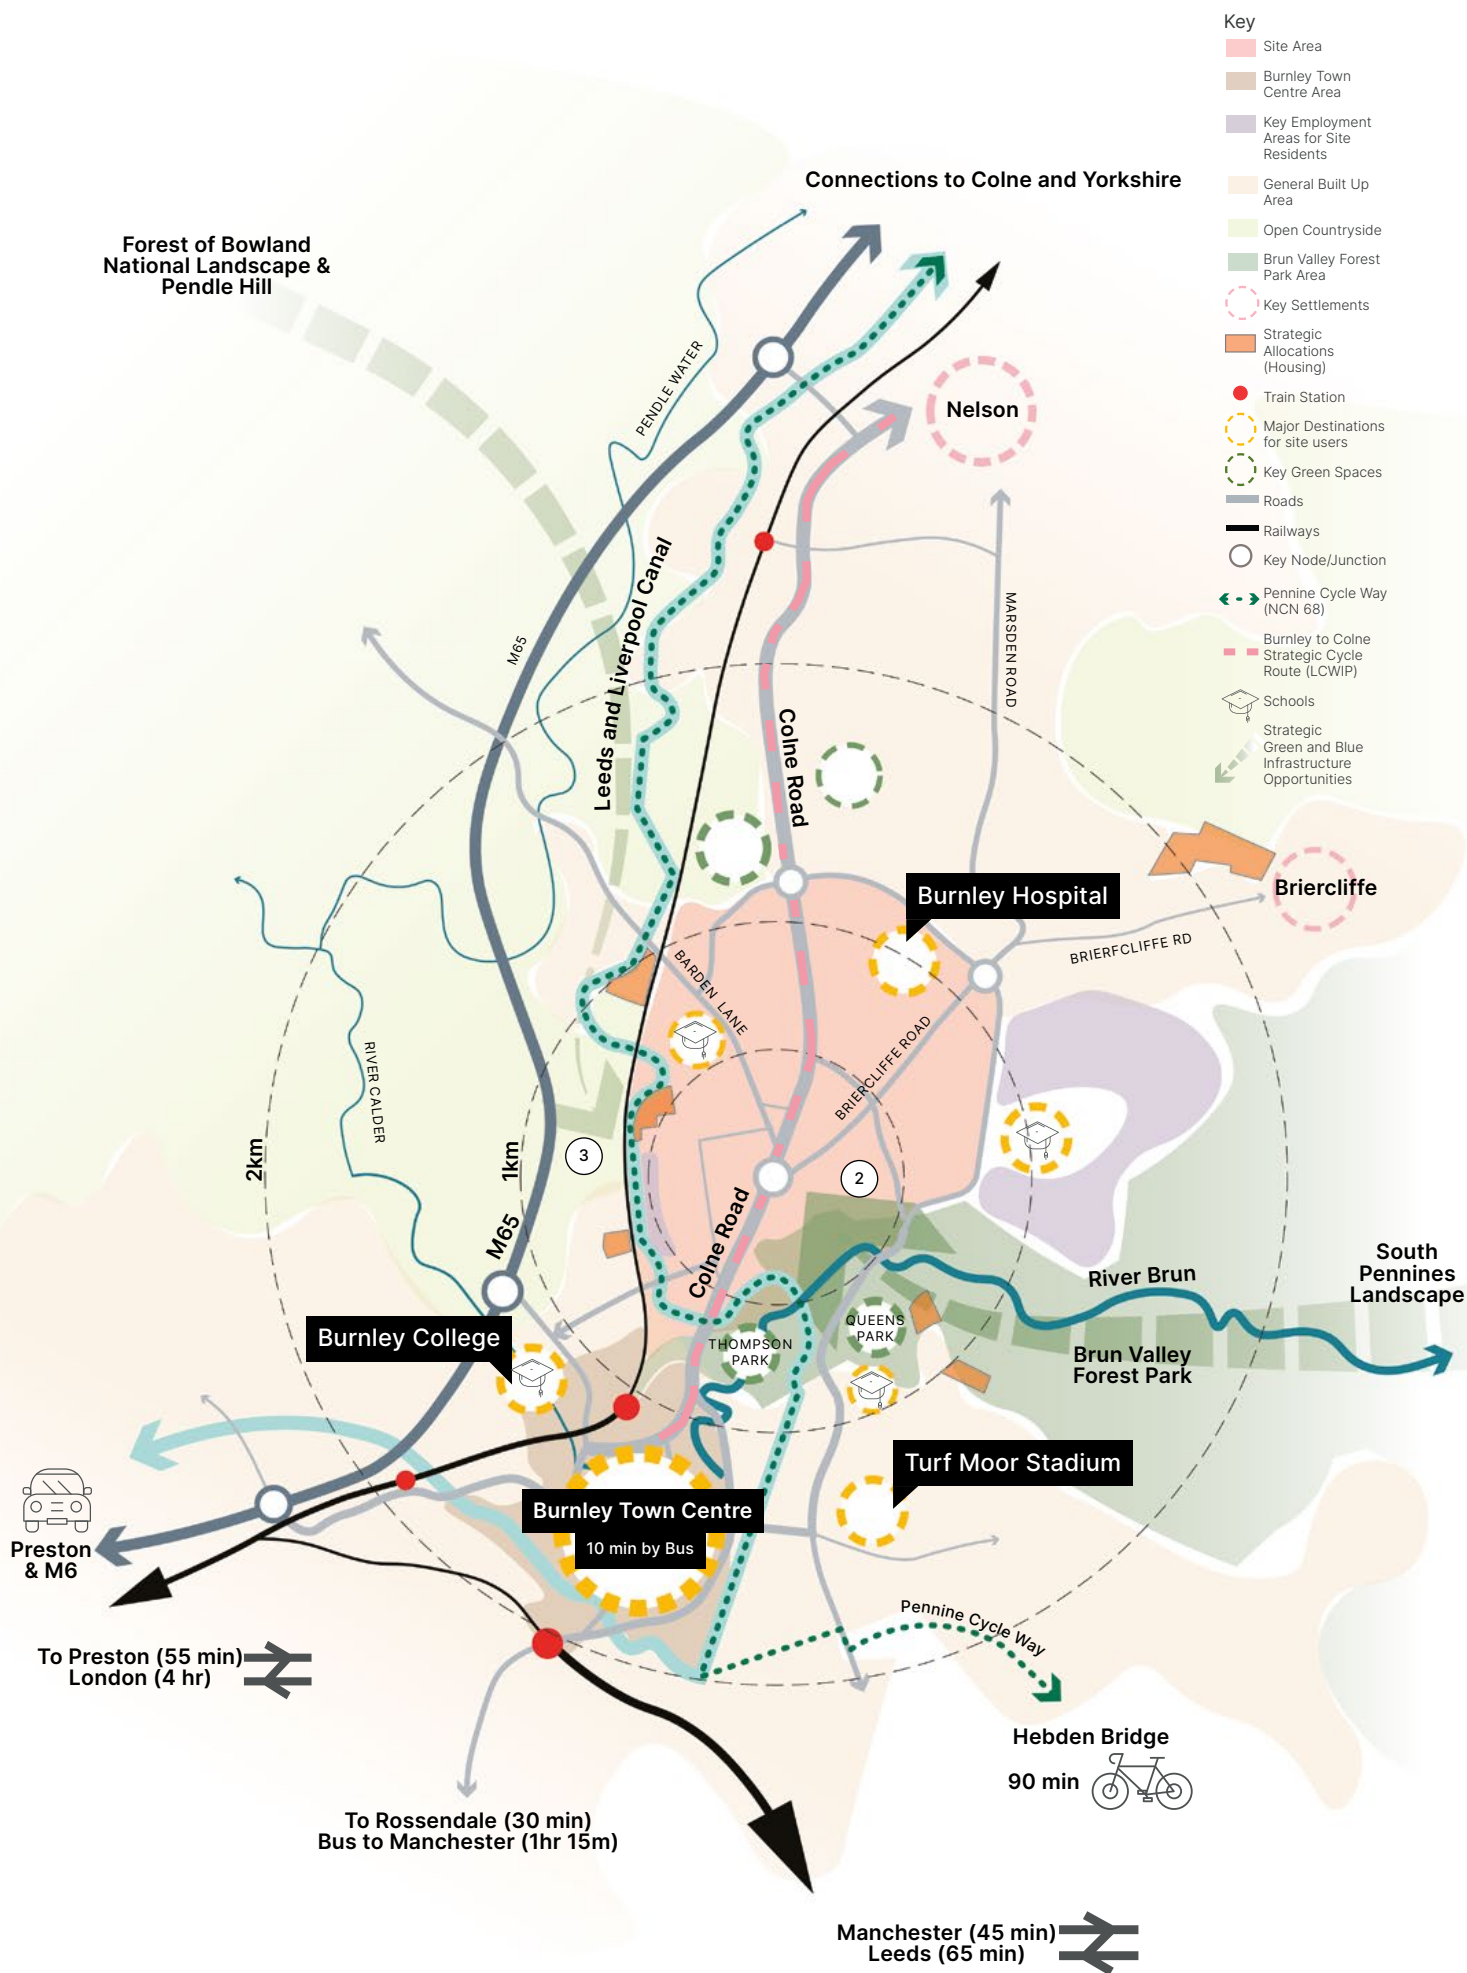 Key
Site Area
Burnley Town
Centre Area
Key Employment
Areas for Site
Residents
General Built Up
Area
Open Countryside
Brun Valley Forest
Park Area
Key Settlements
Strategic
Allocations
(Housing)
Train Station
Major Destinations
for site users
Key Green Spaces
Roads
Railways
Key Node/Junction
Pennine Cycle Way
(NCN 68)
Burnley to Colne
Strategic Cycle
Route (LCWIP)
Schools
Strategic
Green and Blue
Infrastructure
Opportunities
Connections to Colne and Yorkshire
Forest of Bowland
National Landscape &
Pendle Hill
PENDLE WATER
Nelson
Leeds and Liverpool Canal
M65
MARSDEN ROAD
Colne Road
Burnley Hospital
Briercliffe
BRIERFCLIFFE RD
BARDEN LANE
BRIERCLIFFE ROAD
RIVER CALDER
2km
1km
3
2
M65
Colne Road
River Brun
South
Pennines
Landscape
Burnley College
THOMPSON
PARK
QUEENS
PARK
Brun Valley
Forest Park
Turf Moor Stadium
Burnley Town Centre
10 min by Bus
Preston
& M6
Pennine Cycle Way
To Preston (55 min)
London (4 hr)
Hebden Bridge
90 min
To Rossendale (30 min)
Bus to Manchester (1hr 15m)
Manchester (45 min)
Leeds (65 min)